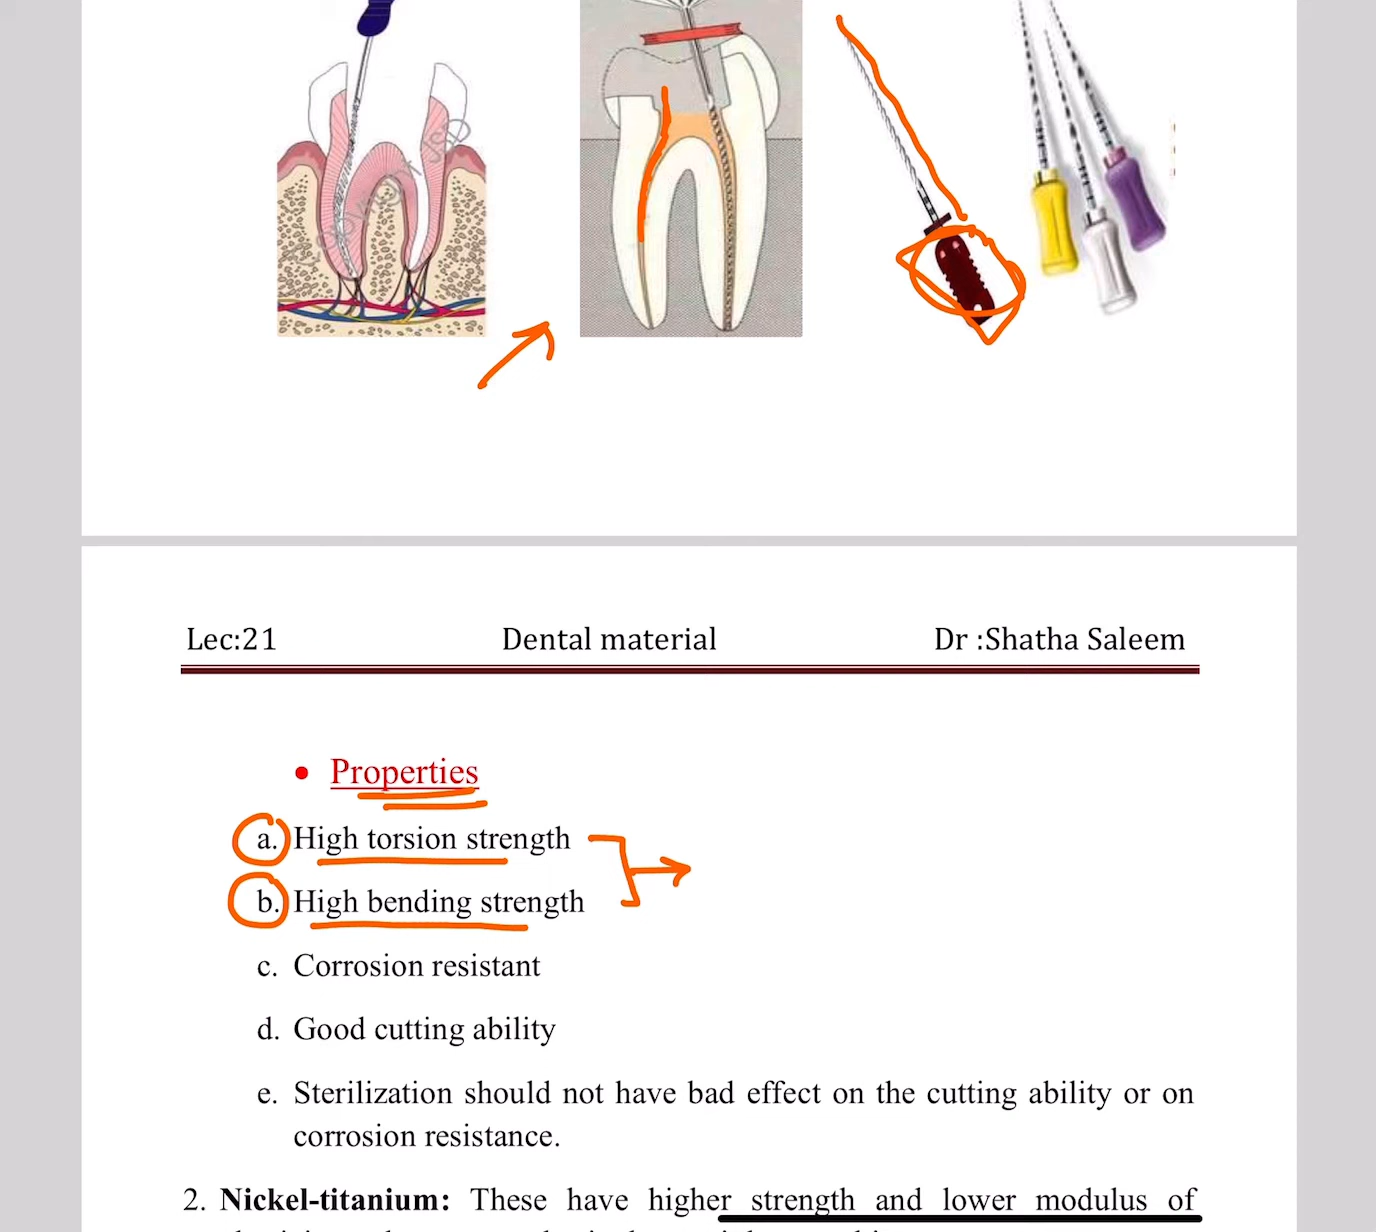 Lec:21 Dental material Dr :Shatha Saleem
• Properties
a. High torsion strength
b. High bending strength
c. Corrosion resistant
d. Good cutting ability
e. Sterilization should not have bad effect on the cutting ability or on
corrosion resistance.
2. Nickel-titanium: These have higher strength and lower modulus of